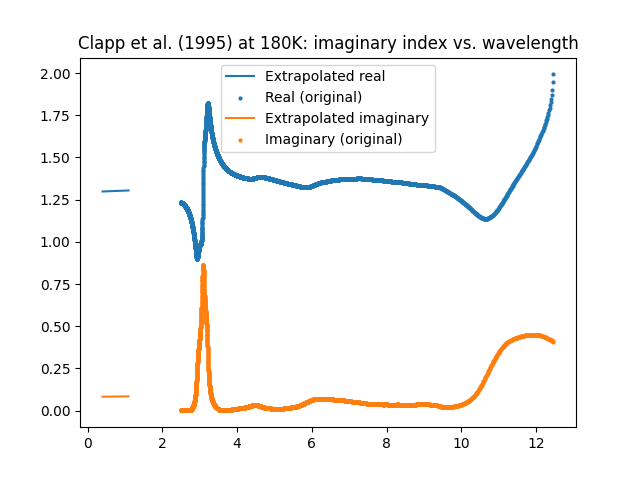 Clapp et al. (1995) at 180K: imaginary index vs. wavelength
2.00
1.75
1.50
1.25
1.00
0.75
0.50
0.25
0.00
Extrapolated real
Real (original)
Extrapolated imaginary
Imaginary (original)
0 2 4 6 8 10 12